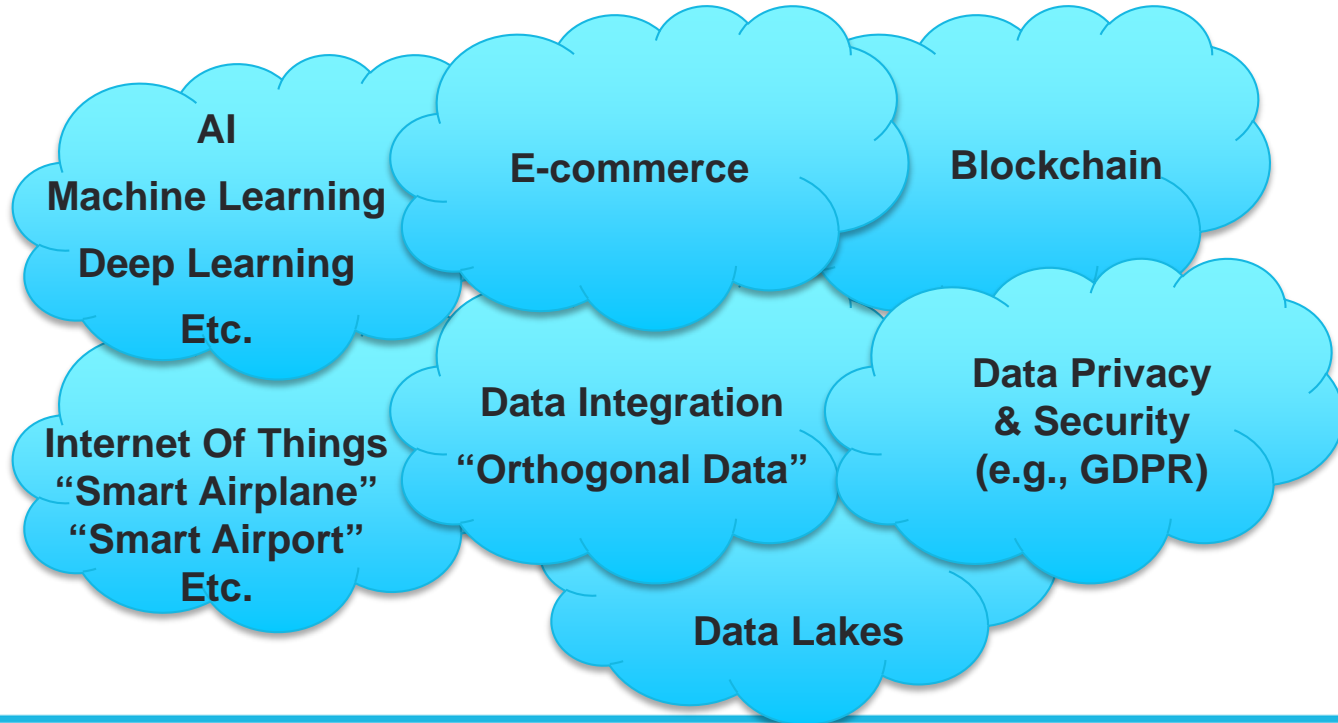 AI
Machine Learning
Deep Learning
Etc.
E-commerce
Blockchain
Internet Of Things
“Smart Airplane”
“Smart Airport”
Etc.
Data Integration
“Orthogonal Data”
Data Privacy
& Security
(e.g., GDPR)
Data Lakes